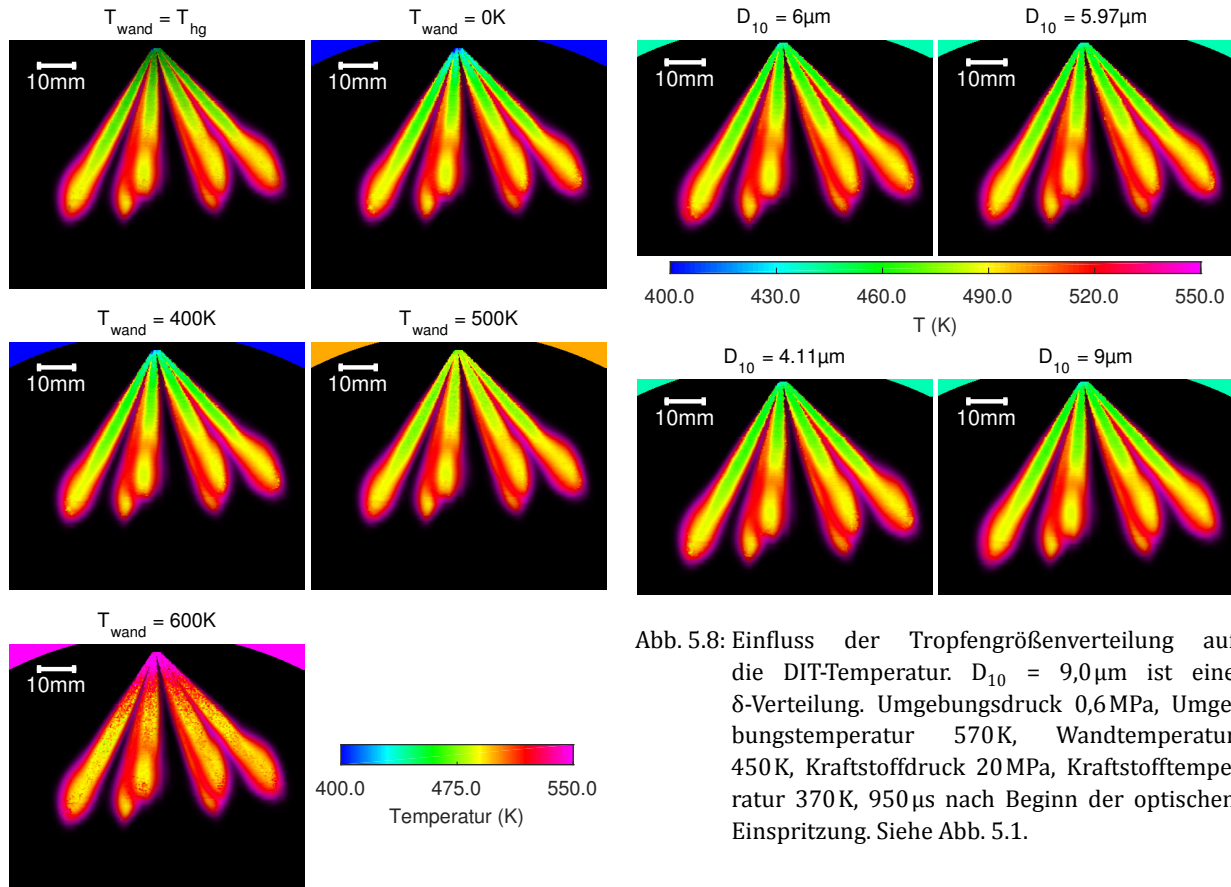 T_wand = T_hg
10mm
T_wand = 0K
10mm
T_wand = 400K
10mm
T_wand = 500K
10mm
T_wand = 600K
10mm
400.0 475.0 550.0
Temperatur (K)
D_10 = 6µm
10mm
D_10 = 5.97µm
10mm
400.0 430.0 460.0 490.0 520.0 550.0
T (K)
D_10 = 4.11µm
10mm
D_10 = 9µm
10mm
Abb. 5.8: Einfluss der Tropfengrößenverteilung au
die DIT-Temperatur. D_10 = 9,0 µm ist eine
δ-Verteilung. Umgebungsdruck 0,6 MPa, Umge
bungstemperatur 570 K, Wandtemperatur
450 K, Kraftstoffdruck 20 MPa, Kraftstofftempe
ratur 370 K, 950 µs nach Beginn der optischen
Einspritzung. Siehe Abb. 5.1.